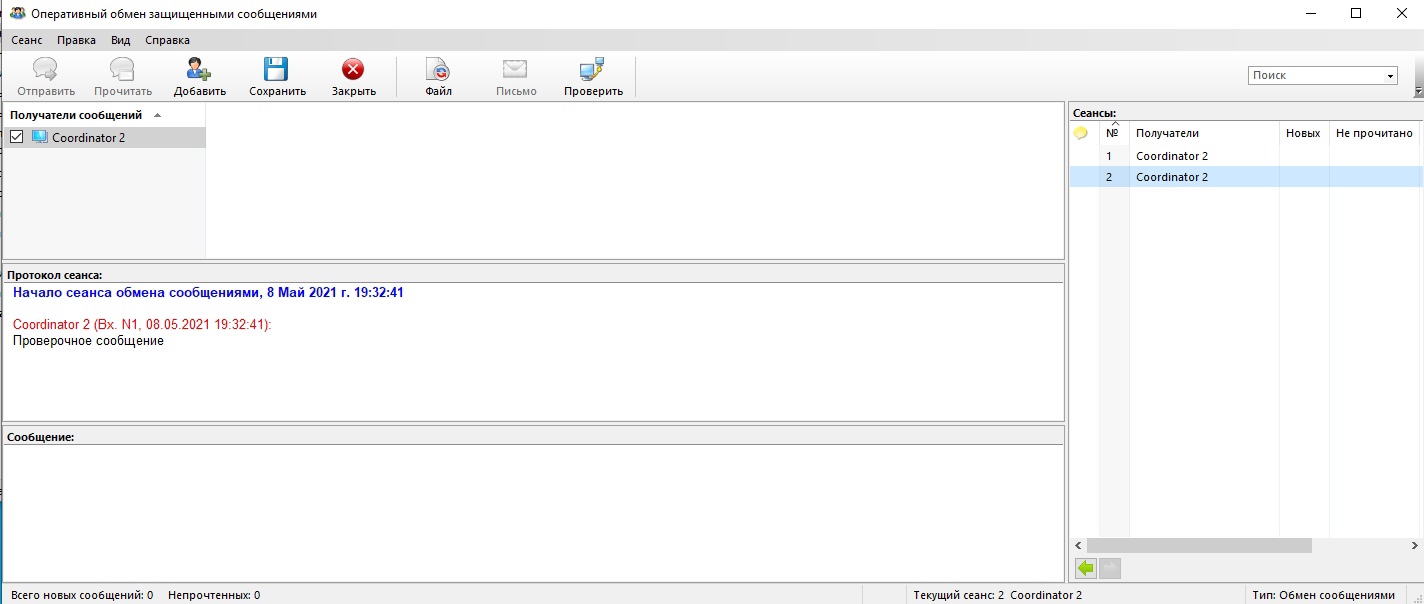 Оперативный обмен защищенными сообщениями
Сеанс Правка Вид Справка
Отправить Прочитать Добавить Сохранить Закрыть Файл Письмо Проверить Поиск
Получатели сообщений
Coordinator 2
Сеансы:
№ Получатели Новых Не прочитано
1 Coordinator 2
2 Coordinator 2
Протокол сеанса:
Начало сеанса обмена сообщениями, 8 Май 2021 г. 19:32:41
Coordinator 2 (Вх. N1, 08.05.2021 19:32:41):
Проверочное сообщение
Сообщение:
Всего новых сообщений: 0 Непрочтенных: 0 Текущий сеанс: 2 Coordinator 2 Тип: Обмен сообщениями